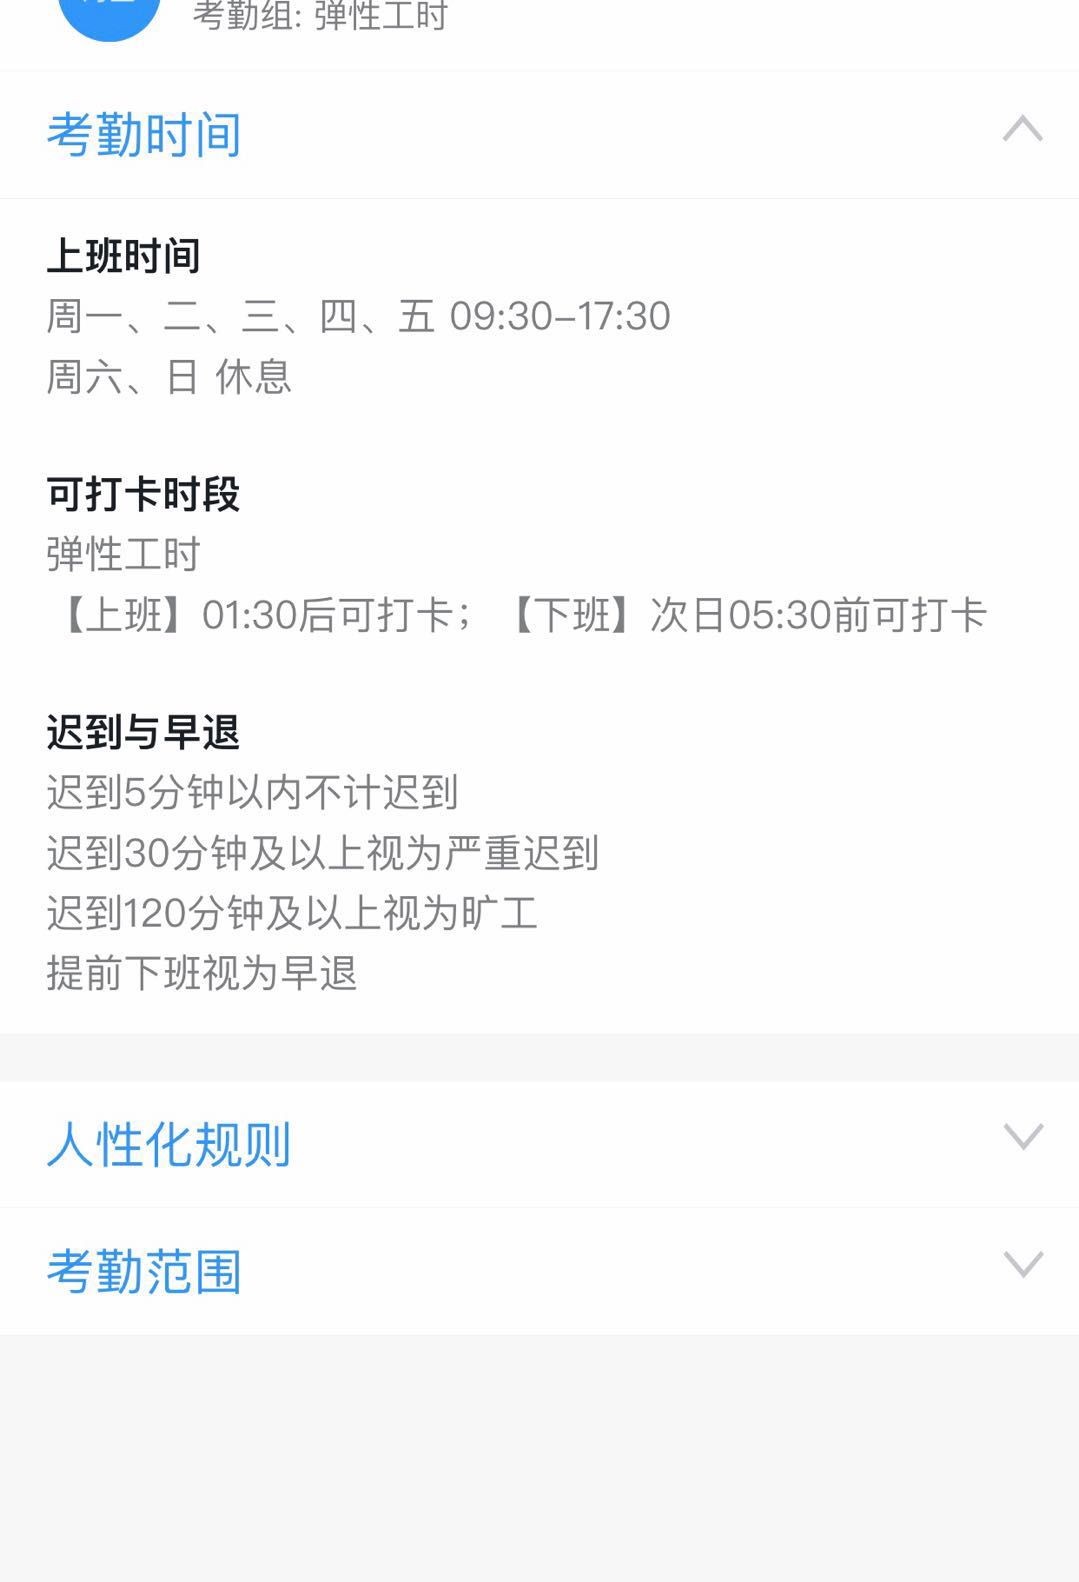 考勤组: 弹性工时
考勤时间
上班时间
周一、二、三、四、五 09:30–17:30
周六、日 休息
可打卡时段
弹性工时
【上班】01:30后可打卡；【下班】次日05:30前可打卡
迟到与早退
迟到5分钟以内不计迟到
迟到30分钟及以上视为严重迟到
迟到120分钟及以上视为旷工
提前下班视为早退
人性化规则
考勤范围